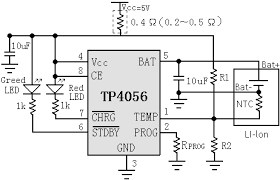 Vcc=5V
0.4 Ω(0.2~0.5 Ω)
10uF
Greed LED
Red LED
1k
1k
4
8
7
6
Vcc
CE
CHRG
STDBY
TP4056
BAT
TEMP
PROG
GND
5
1
2
3
10uF
RPROG
R1
R2
Bat+
Bat-
NTC
LI-Ion